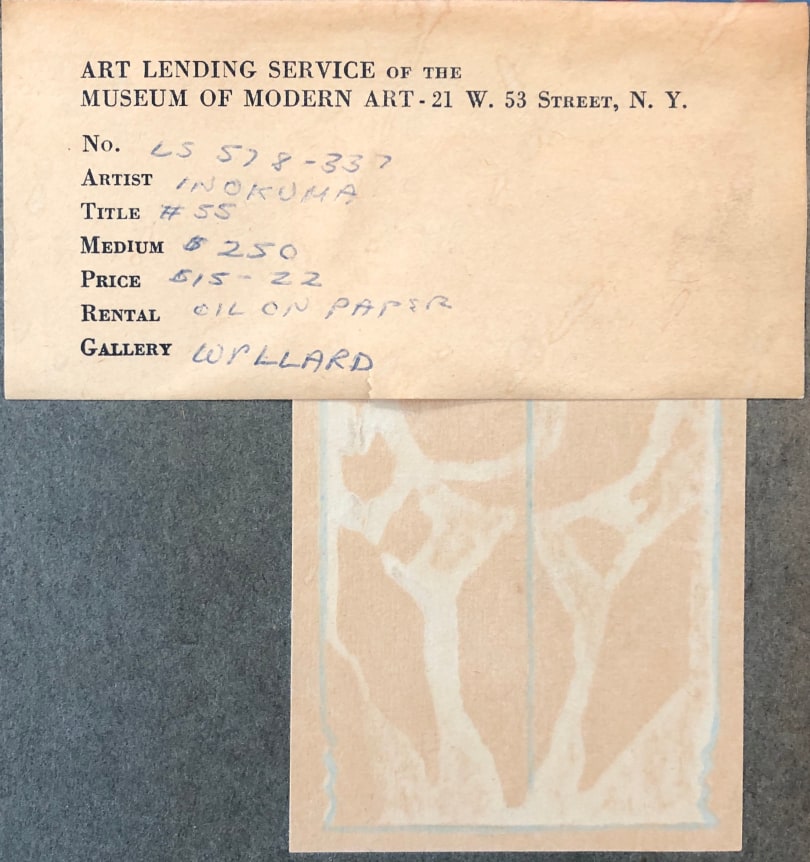 ART LENDING SERVICE OF THE
MUSEUM OF MODERN ART - 21 W. 53 STREET, N. Y.
NO. LS 578-337
ARTIST INOKUMA
TITLE # 55
MEDIUM $ 250
PRICE $15 - 22
RENTAL OIL ON PAPER
GALLERY WILLARD